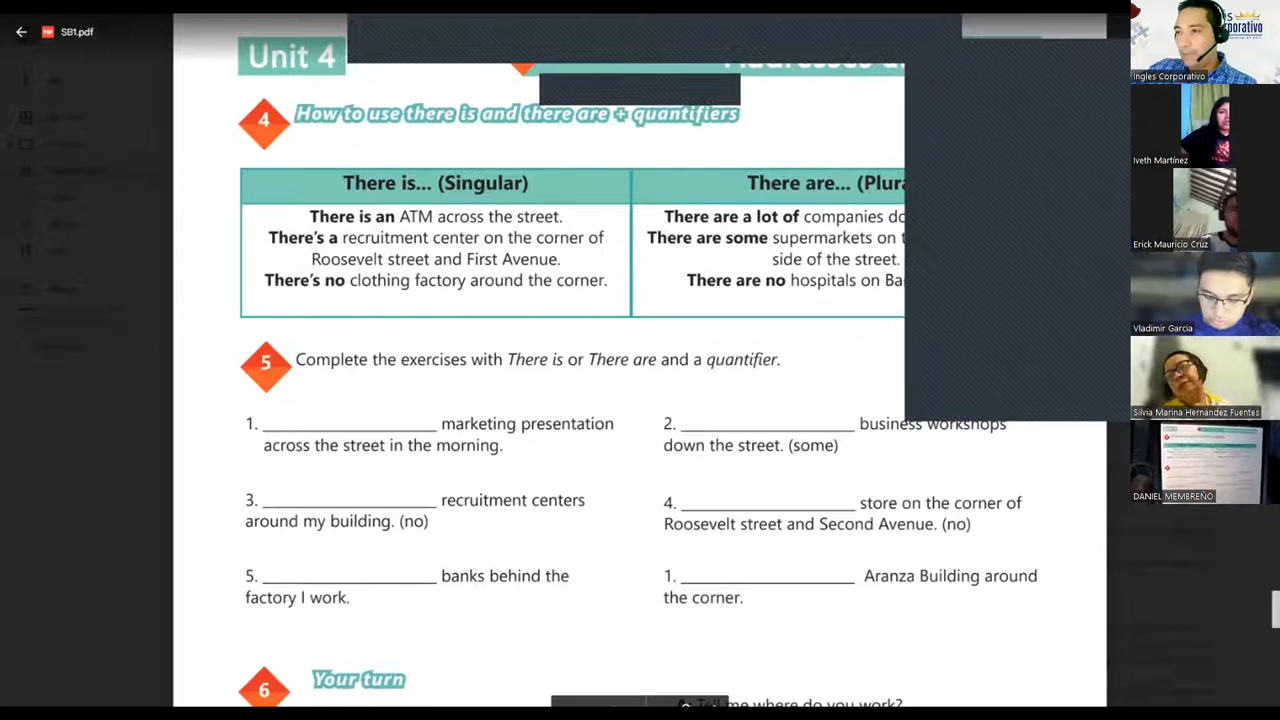 SB1.pdf
Unit 4
How to use there is and there are + quantifiers
4
There is... (Singular)
There is an ATM across the street.
There's a recruitment center on the corner of
Roosevelt street and First Avenue.
There's no clothing factory around the corner.
There are...
There are a lot of companies
There are some supermarkets on
side of the street.
There are no hospitals on
5
Complete the exercises with There is or There are and a quantifier.
1. ____________________ marketing presentation
across the street in the morning.
2. ____________________ business workshops
down the street. (some)
3. ____________________ recruitment centers
around my building. (no)
4. ____________________ store on the corner of
Roosevelt street and Second Avenue. (no)
5. ____________________ banks behind the
factory I work.
1. ____________________ Aranza Building around
the corner.
6
Your turn
me where do you work?
Ingles Corporativo
Iveth Martínez
Erick Mauricio Cruz
Vladimir Garcia
Silvia Marina Hernández Fuentes
DANIEL MEMBREÑO